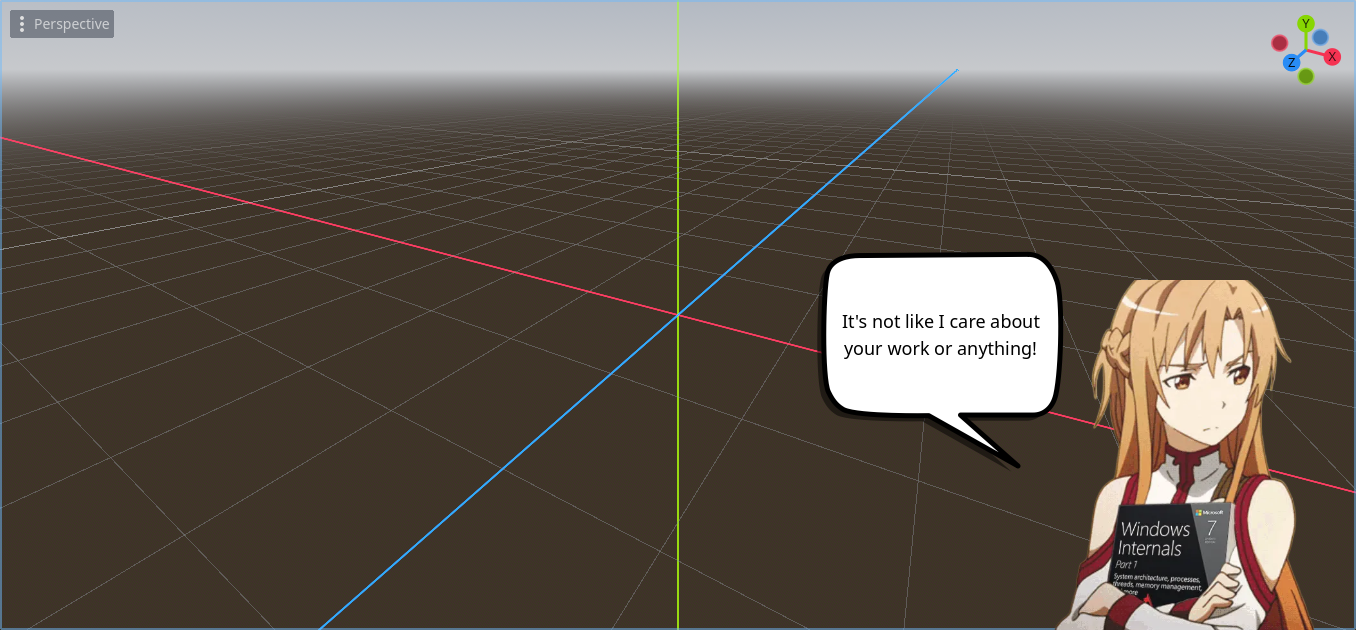 Perspective
Y
X
Z
It's not like I care about
your work or anything!
Microsoft
Windows
7
Internals
Part 1
System architecture, processes,
threads, memory management,
more